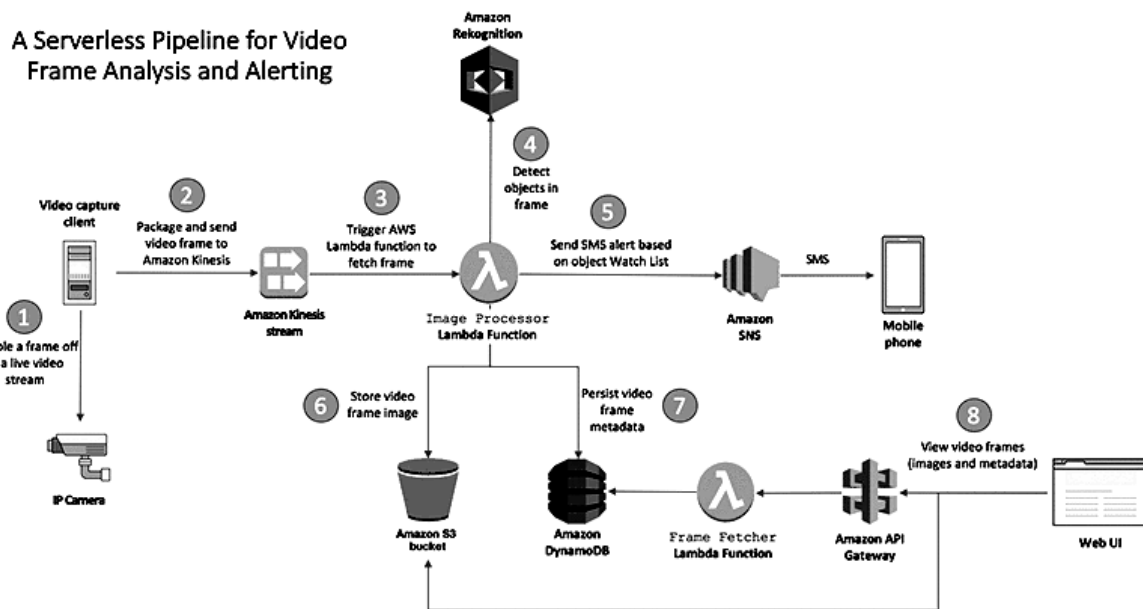 A Serverless Pipeline for Video
Frame Analysis and Alerting
Amazon
Rekognition
4
Detect
objects in
frame
Video capture
client
2
Package and send
video frame to
Amazon Kinesis
3
Trigger AWS
Lambda function to
fetch frame
5
Send SMS alert based
on object Watch List
SMS
Amazon Kinesis
stream
Image Processor
Lambda Function
Amazon
SNS
Mobile
phone
1
a frame off
a live video
stream
IP Camera
6
Store video
frame image
Persist video
frame
metadata
7
8
View video frames
(images and metadata)
Amazon S3
bucket
Amazon
DynamoDB
Frame Fetcher
Lambda Function
Amazon API
Gateway
Web UI